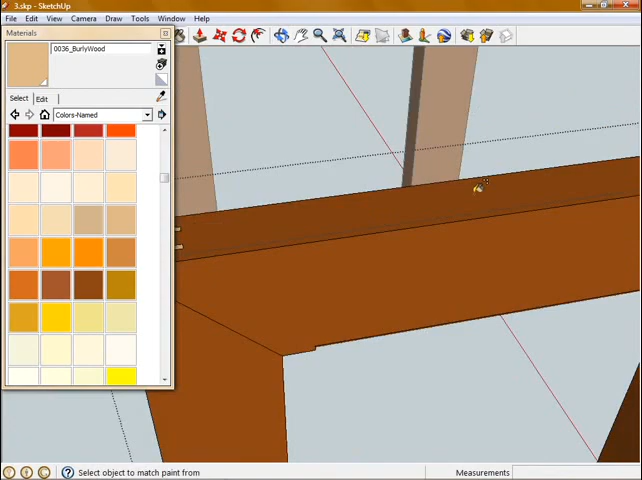 3.skp - SketchUp
File Edit View Camera Draw Tools Window Help
Materials
0036_BurlyWood
Select Edit
Colors-Named
Select object to match paint from
Measurements